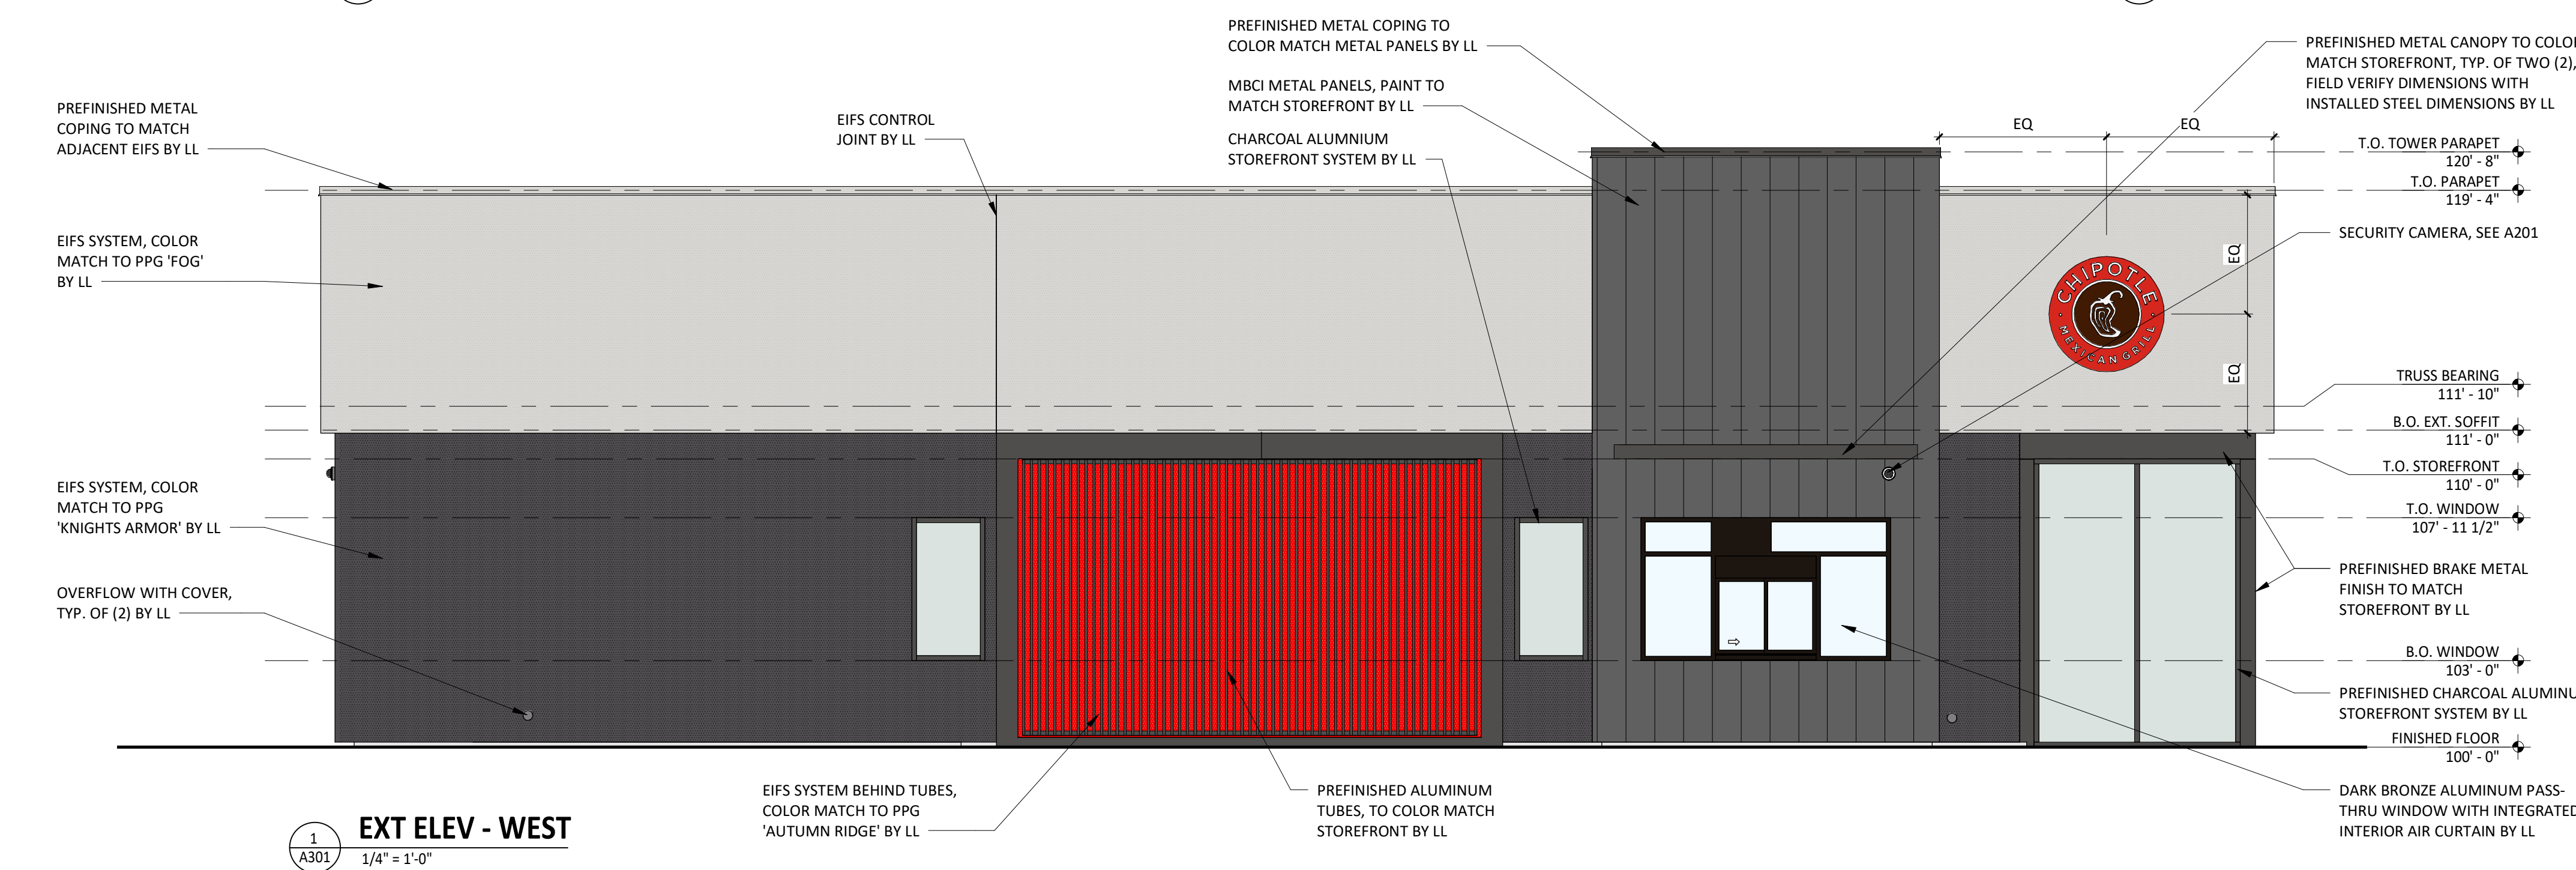 PREFINISHED METAL
COPING TO MATCH
ADJACENT EIFS BY LL
EIFS SYSTEM, COLOR
MATCH TO PPG 'FOG'
BY LL
EIFS SYSTEM, COLOR
MATCH TO PPG
'KNIGHTS ARMOR' BY LL
OVERFLOW WITH COVER,
TYP. OF (2) BY LL
EIFS CONTROL
JOINT BY LL
PREFINISHED METAL COPING TO
COLOR MATCH METAL PANELS BY LL
MBCI METAL PANELS, PAINT TO
MATCH STOREFRONT BY LL
CHARCOAL ALUMNIUM
STOREFRONT SYSTEM BY LL
EQ
EQ
EQ
EQ
CHIPOTLE
MEXICAN GRILL
PREFINISHED METAL CANOPY TO COLO
MATCH STOREFRONT, TYP. OF TWO (2),
FIELD VERIFY DIMENSIONS WITH
INSTALLED STEEL DIMENSIONS BY LL
T.O. TOWER PARAPET
120' - 8"
T.O. PARAPET
119' - 4"
SECURITY CAMERA, SEE A201
TRUSS BEARING
111' - 10"
B.O. EXT. SOFFIT
111' - 0"
T.O. STOREFRONT
110' - 0"
T.O. WINDOW
107' - 11 1/2"
PREFINISHED BRAKE METAL
FINISH TO MATCH
STOREFRONT BY LL
B.O. WINDOW
103' - 0"
PREFINISHED CHARCOAL ALUMINU
STOREFRONT SYSTEM BY LL
FINISHED FLOOR
100' - 0"
DARK BRONZE ALUMINUM PASS-
THRU WINDOW WITH INTEGRATED
INTERIOR AIR CURTAIN BY LL
EIFS SYSTEM BEHIND TUBES,
COLOR MATCH TO PPG
'AUTUMN RIDGE' BY LL
PREFINISHED ALUMINUM
TUBES, TO COLOR MATCH
STOREFRONT BY LL
1
A301
EXT ELEV - WEST
1/4" = 1'-0"